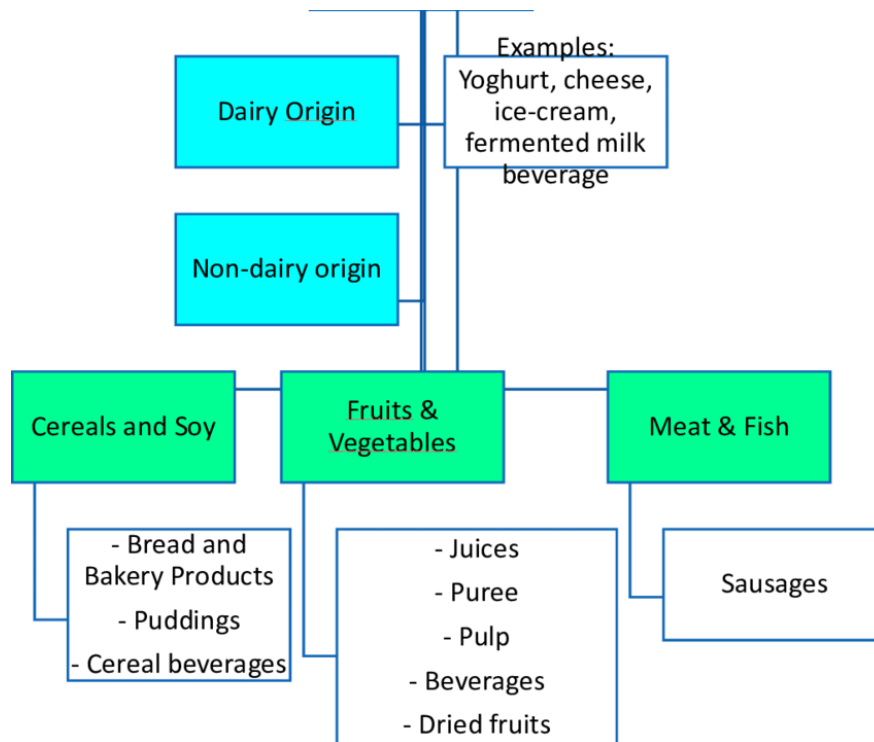 Examples:
Yoghurt, cheese,
ice-cream,
fermented milk
beverage
Dairy Origin
Non-dairy origin
Cereals and Soy
Fruits &
Vegetables
Meat & Fish
- Bread and
Bakery Products
- Puddings
- Cereal beverages
- Juices
- Puree
- Pulp
- Beverages
- Dried fruits
Sausages